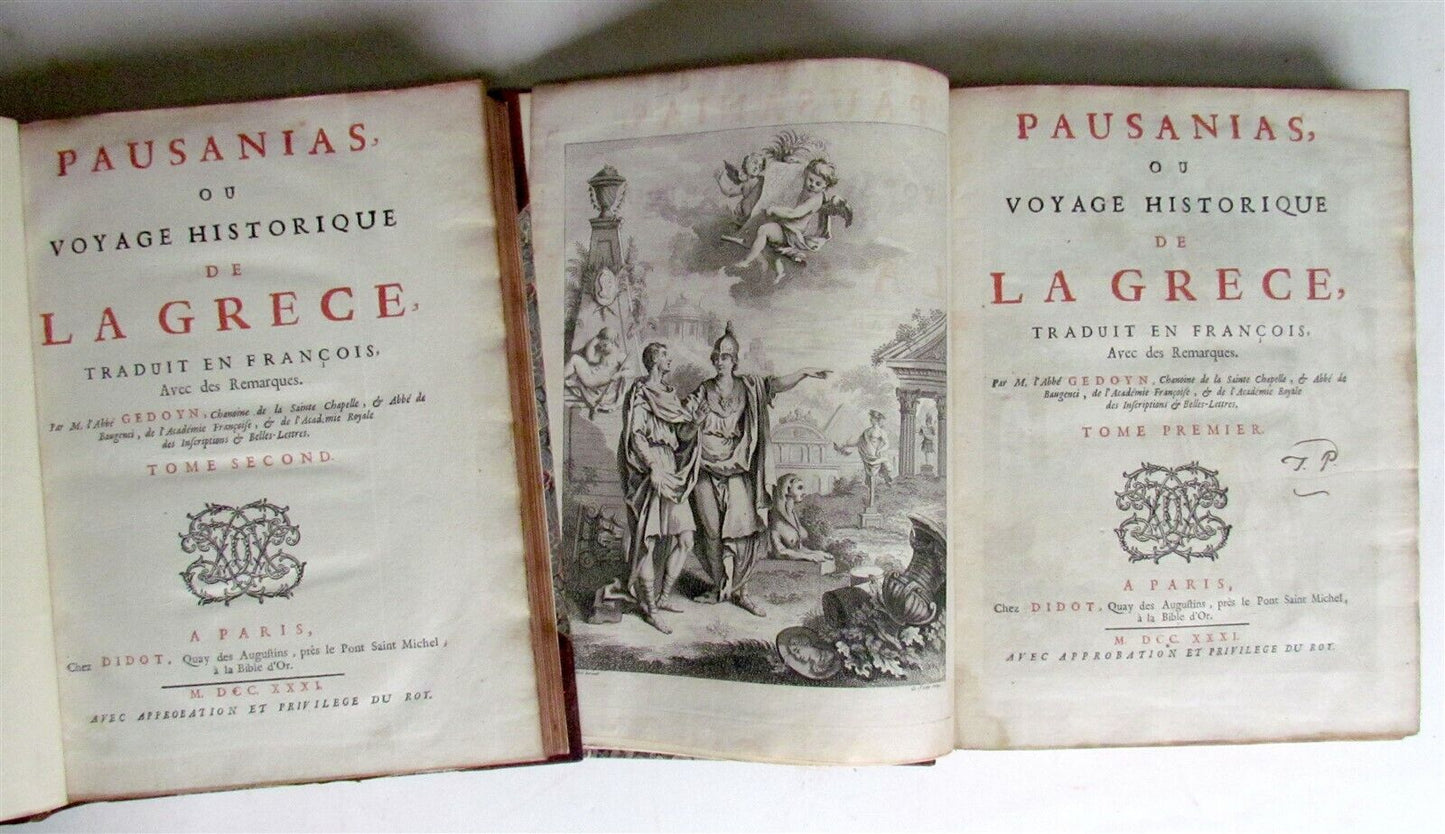 PAUSANIAS,
OU
VOYAGE HISTORIQUE
DE
LA GRECE,
TRADUIT EN FRANÇOIS,
Avec des Remarques.
Par M. l'Abbé GEDOYN, Chanoine de la Sainte Chapelle, & Abbé de
Baugenci, de l'Académie Françoise, & de l'Académie Royale
des Inscriptions & Belles-Lettres.
TOME SECOND.
A PARIS,
Chez DIDOT, Quay des Augustins, près le Pont Saint Michel,
à la Bible d'Or.
M. DCC. XXXI.
AVEC APPROBATION ET PRIVILEGE DU ROY.
PAUSANIAS,
OU
VOYAGE HISTORIQUE
DE
LA GRECE,
TRADUIT EN FRANÇOIS,
Avec des Remarques.
Par M. l'Abbé GEDOYN, Chanoine de la Sainte Chapelle, & Abbé de
Baugenci, de l'Académie Françoise, & de l'Académie Royale
des Inscriptions & Belles-Lettres.
TOME PREMIER.
J. P.
A PARIS,
Chez DIDOT, Quay des Augustins, près le Pont Saint Michel,
à la Bible d'Or.
M. DCC. XXXI.
AVEC APPROBATION ET PRIVILEGE DU ROY.